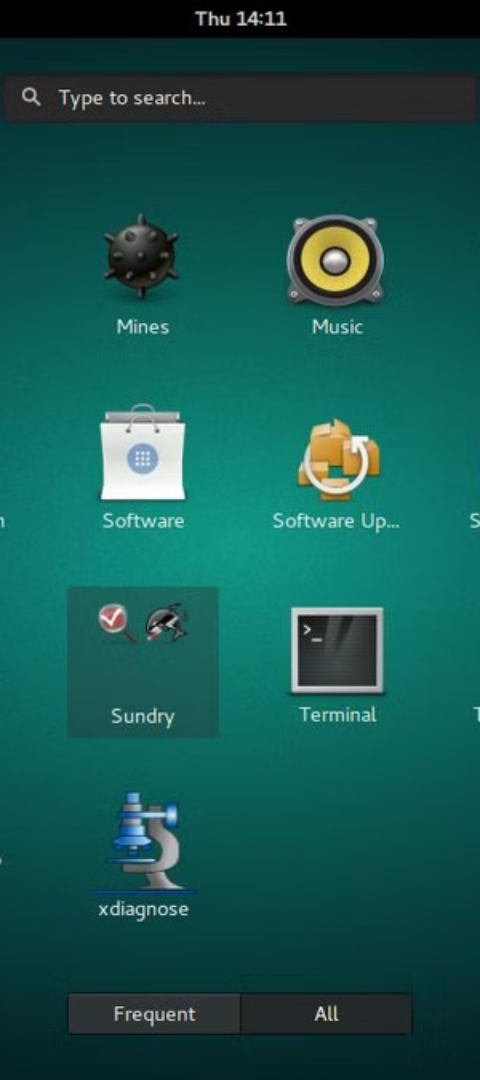 Thu 14:11
Type to search...
Mines
Music
Software
Software Up...
Sundry
>_
Terminal
xdiagnose
Frequent
All